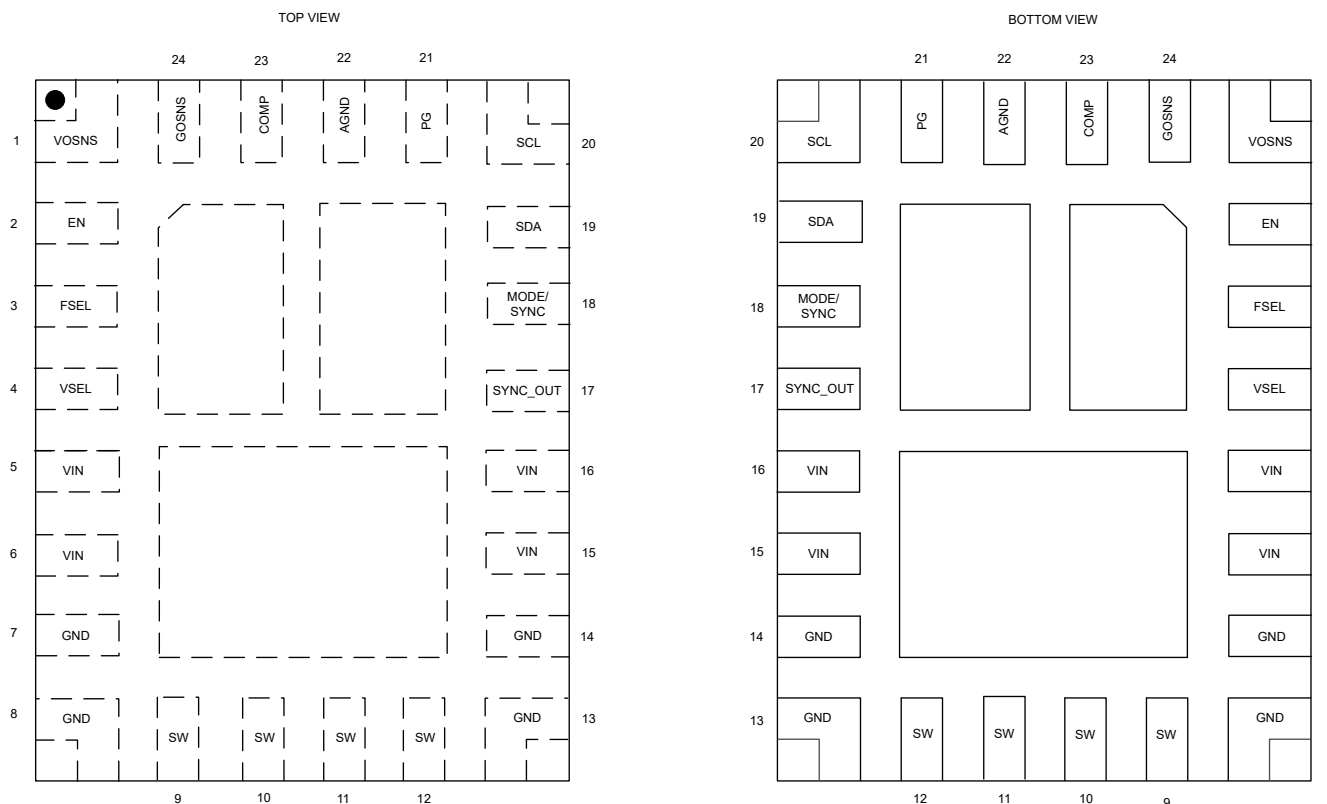 TOP VIEW
24 23 22 21
GOSNS COMP AGND PG
1 VOSNS SCL 20
2 EN SDA 19
3 FSEL MODE/
SYNC 18
4 VSEL SYNC_OUT 17
5 VIN VIN 16
6 VIN VIN 15
7 GND GND 14
8 GND GND 13
SW SW SW SW
9 10 11 12
BOTTOM VIEW
21 22 23 24
PG AGND COMP GOSNS
20 SCL VOSNS
19 SDA EN
18 MODE/
SYNC FSEL
17 SYNC_OUT VSEL
16 VIN VIN
15 VIN VIN
14 GND GND
13 GND GND
SW SW SW SW
12 11 10 9